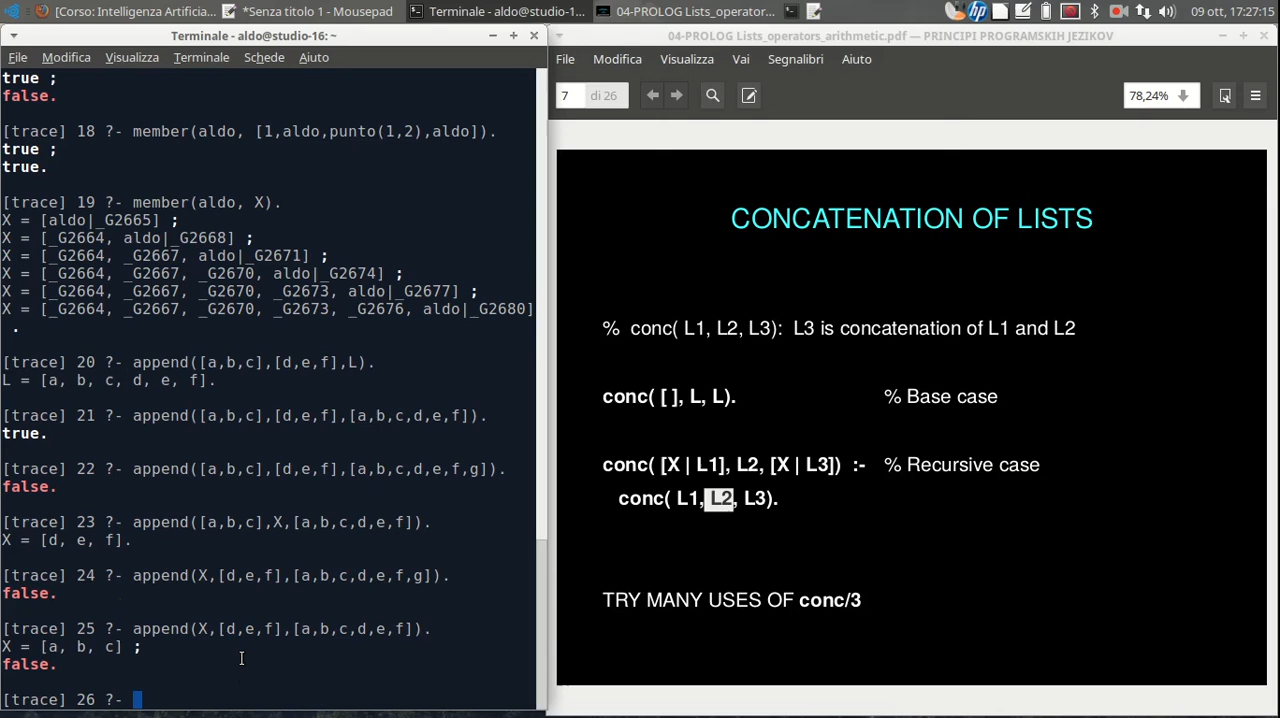 [Corso: Intelligenza Artificia... *Senza titolo 1 - Mousepad Terminale - aldo@studio-1... 04-PROLOG Lists_operator... 09 ott, 17:27:15
Terminale - aldo@studio-16: ~
File Modifica Visualizza Terminale Schede Aiuto
true ;
false.
[trace] 18 ?- member(aldo, [1,aldo,punto(1,2),aldo]).
true ;
true.
[trace] 19 ?- member(aldo, X).
X = [aldo|_G2665] ;
X = [_G2664, aldo|_G2668] ;
X = [_G2664, _G2667, aldo|_G2671] ;
X = [_G2664, _G2667, _G2670, aldo|_G2674] ;
X = [_G2664, _G2667, _G2670, _G2673, aldo|_G2677] ;
X = [_G2664, _G2667, _G2670, _G2673, _G2676, aldo|_G2680]
.
[trace] 20 ?- append([a,b,c],[d,e,f],L).
L = [a, b, c, d, e, f].
[trace] 21 ?- append([a,b,c],[d,e,f],[a,b,c,d,e,f]).
true.
[trace] 22 ?- append([a,b,c],[d,e,f],[a,b,c,d,e,f,g]).
false.
[trace] 23 ?- append([a,b,c],X,[a,b,c,d,e,f]).
X = [d, e, f].
[trace] 24 ?- append(X,[d,e,f],[a,b,c,d,e,f,g]).
false.
[trace] 25 ?- append(X,[d,e,f],[a,b,c,d,e,f]).
X = [a, b, c] ;
false.
[trace] 26 ?-
04-PROLOG Lists_operators_arithmetic.pdf — PRINCIPI PROGRAMSKIH JEZIKOV
File Modifica Visualizza Vai Segnalibri Aiuto
7 di 26 78,24%
CONCATENATION OF LISTS
% conc( L1, L2, L3): L3 is concatenation of L1 and L2
conc( [ ], L, L). % Base case
conc( [X | L1], L2, [X | L3]) :- % Recursive case
conc( L1, L2, L3).
TRY MANY USES OF conc/3